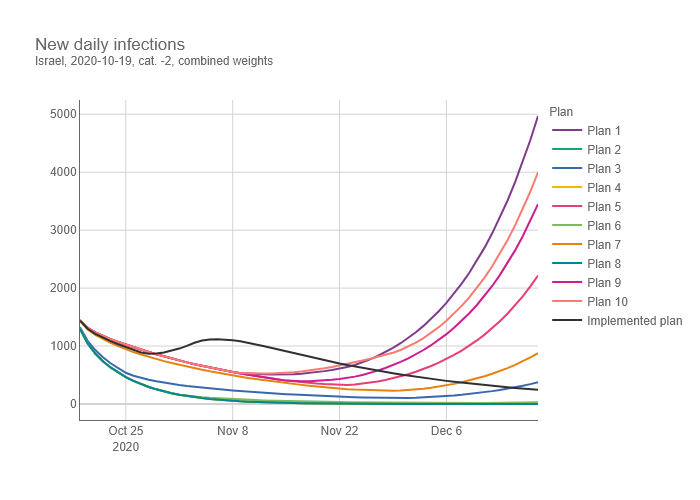 New daily infections
Israel, 2020-10-19, cat. -2, combined weights
5000
4000
3000
2000
1000
0
Oct 25
2020
Nov 8
Nov 22
Dec 6
Plan
Plan 1
Plan 2
Plan 3
Plan 4
Plan 5
Plan 6
Plan 7
Plan 8
Plan 9
Plan 10
Implemented plan